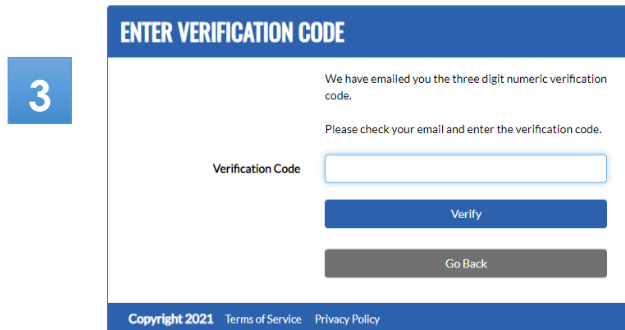 ENTER VERIFICATION CODE
3
We have emailed you the three digit numeric verification
code.
Please check your email and enter the verification code.
Verification Code
Verify
Go Back
Copyright 2021 Terms of Service Privacy Policy